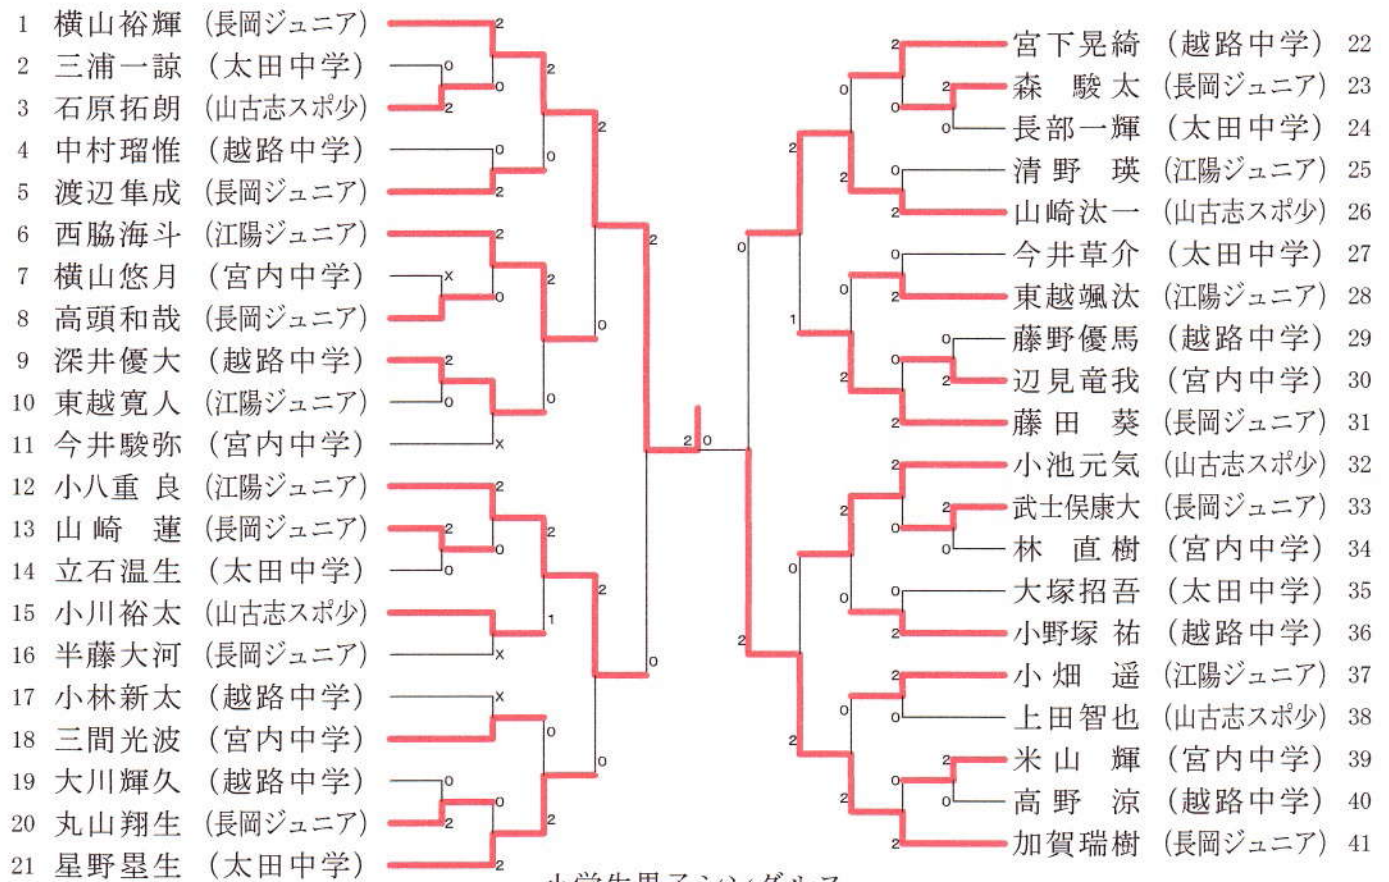 1 横山裕輝 (長岡ジュニア)
2 三浦一諒 (太田中学)
3 石原拓朗 (山古志スポ少)
4 中村瑠惟 (越路中学)
5 渡辺隼成 (長岡ジュニア)
6 西脇海斗 (江陽ジュニア)
7 横山悠月 (宮内中学)
8 高頭和哉 (長岡ジュニア)
9 深井優大 (越路中学)
10 東越寛人 (江陽ジュニア)
11 今井駿弥 (宮内中学)
12 小八重 良 (江陽ジュニア)
13 山崎 蓮 (長岡ジュニア)
14 立石温生 (太田中学)
15 小川裕太 (山古志スポ少)
16 半藤大河 (長岡ジュニア)
17 小林新太 (越路中学)
18 三間光波 (宮内中学)
19 大川輝久 (越路中学)
20 丸山翔生 (長岡ジュニア)
21 星野塁生 (太田中学)
宮下晃綺 (越路中学) 22
森 駿太 (長岡ジュニア) 23
長部一輝 (太田中学) 24
清野 瑛 (江陽ジュニア) 25
山崎汰一 (山古志スポ少) 26
今井草介 (太田中学) 27
東越颯汰 (江陽ジュニア) 28
藤野優馬 (越路中学) 29
辺見竜我 (宮内中学) 30
藤田 葵 (長岡ジュニア) 31
小池元気 (山古志スポ少) 32
武士俣康大 (長岡ジュニア) 33
林 直樹 (宮内中学) 34
大塚招吾 (太田中学) 35
小野塚 祐 (越路中学) 36
小畑 遥 (江陽ジュニア) 37
上田智也 (山古志スポ少) 38
米山 輝 (宮内中学) 39
高野 涼 (越路中学) 40
加賀瑞樹 (長岡ジュニア) 41
2 0